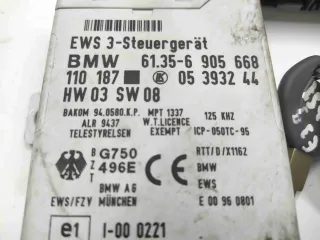 EWS 3-Steuergerät
BMW 61.35-6 905 668
110 187 05 3932 44
HW 03 SW 08
BAKOM 94.0580.K.P. MPT 1337 125 KHZ
ALR 9437 W.T.LICENCE
TELESTYRELSEN EXEMPT ICP-050TC-95
BZT G750 496E RTT/D/X1162
BMW
BMW AG EWS
EWS/FZV MÜNCHEN E 00 96 0801
e1 I-00 0221